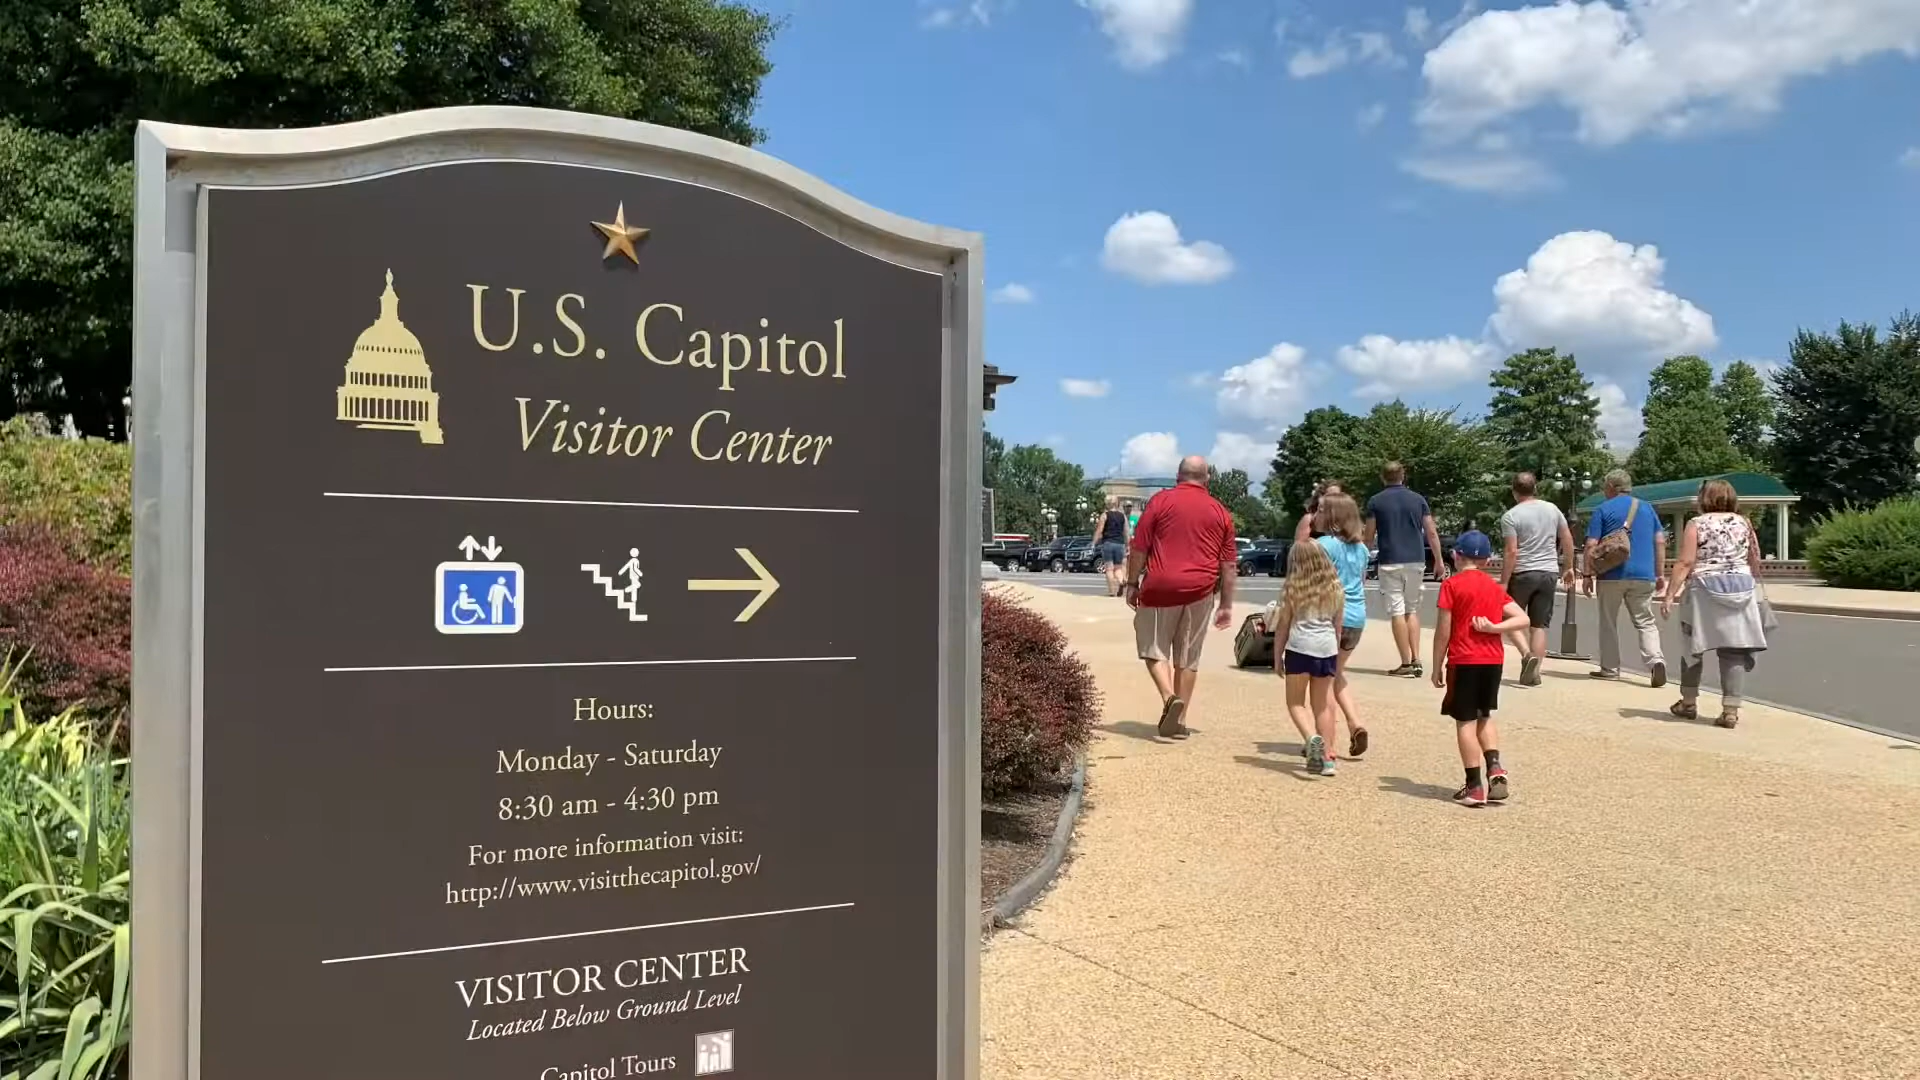 U.S. Capitol
Visitor Center
Hours:
Monday - Saturday
8:30 am - 4:30 pm
For more information visit:
http://www.visitthecapitol.gov/
VISITOR CENTER
Located Below Ground Level
Capitol Tours